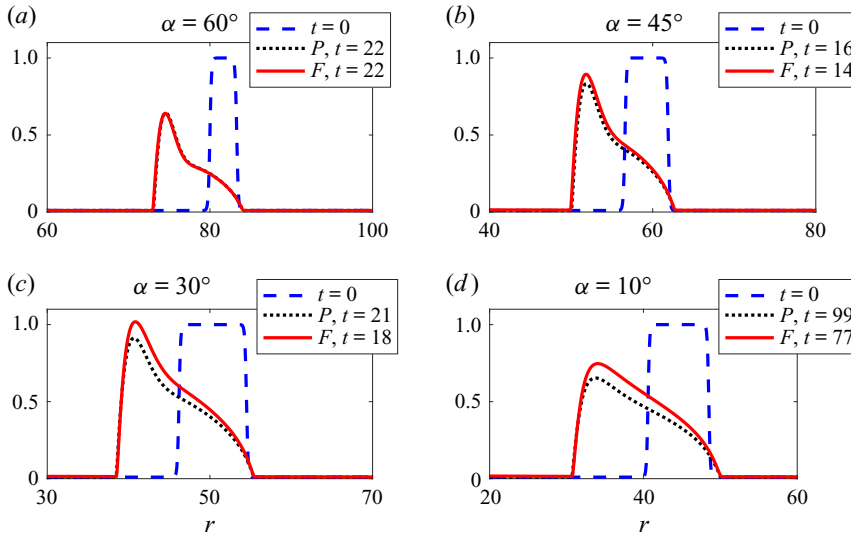 (a)
α = 60°
t = 0
P, t = 22
F, t = 22
1.0
0.5
0
60
80
100
(b)
α = 45°
t = 0
P, t = 16
F, t = 14
1.0
0.5
0
40
60
80
(c)
α = 30°
t = 0
P, t = 21
F, t = 18
1.0
0.5
0
30
50
70
r
(d)
α = 10°
t = 0
P, t = 99
F, t = 77
1.0
0.5
0
20
40
60
r